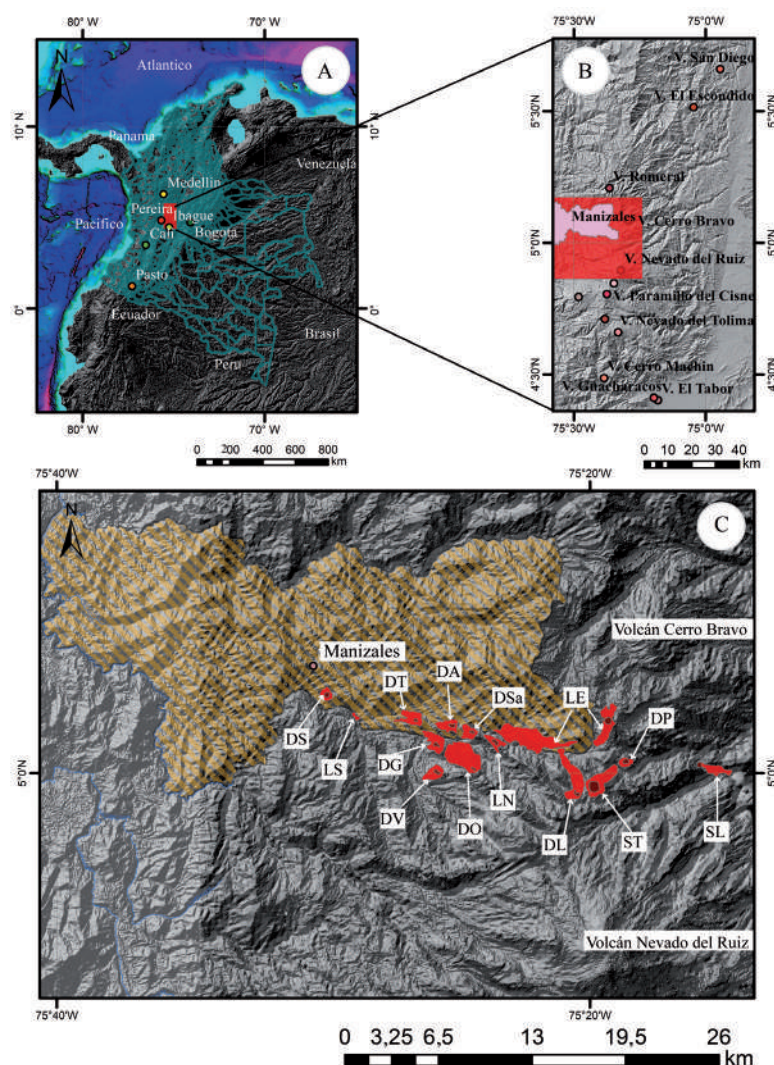 80° W
70°W
A
Atlantico
10°N
10°N
Panama
Venezuela
Medellin
Pereira
Ibague
Pacifico
Cali
Bogota
Pasto
0°
0°
Ecuador
Brasil
Peru
80° W
70°W
0 200 400 600 800
km
75°30'W
75°0'W
B
V. San Diego
V. El Escondido
5°30'N
5°30'N
V. Romeral
Manizales
V. Cerro Bravo
5°0'N
5°0'N
V. Nevado del Ruiz
V. Paramillo del Cisne
V. Nevado del Tolima
V. Cerro Machin
4°30'N
4°30'N
V. Guacharacos
V. El Tabor
75°30'W
75°0'W
0 5 10 20 30 40
km
75°40'W
75°20'W
C
Volcán Cerro Bravo
Manizales
DT
DA
DSa
LE
DP
DS
LS
DG
5°0'N
5°0'N
DV
DO
LN
DL
ST
SL
Volcán Nevado del Ruiz
75°40'W
75°20'W
0 3,25 6,5 13 19,5 26
km